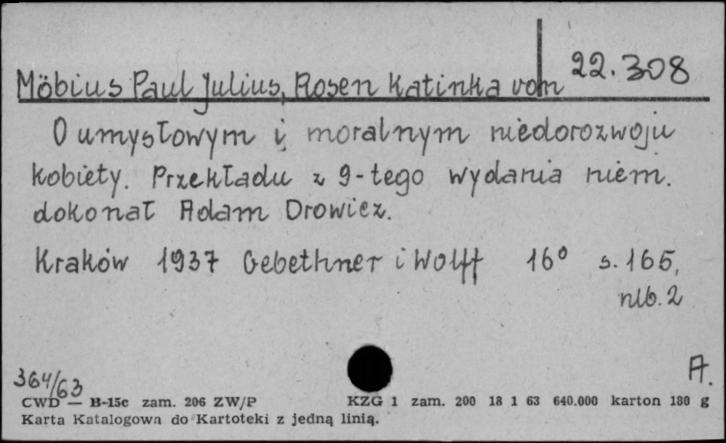 22.308
Möbius Paul Julius, Rosen Katinka von
O umysłowym i moralnym niedorozwoju
kobiety. Przekładu z 9-tego wydania niem.
dokonał Adam Drowicz.
Kraków 1937 Gebethner i Wolff 16° s. 165,
nlb. 2
A.
364/63
CWD — B-15c zam. 206 ZW/P KZG 1 zam. 200 18 1 63 640.000 karton 180 g
Karta Katalogowa do Kartoteki z jedną linią.